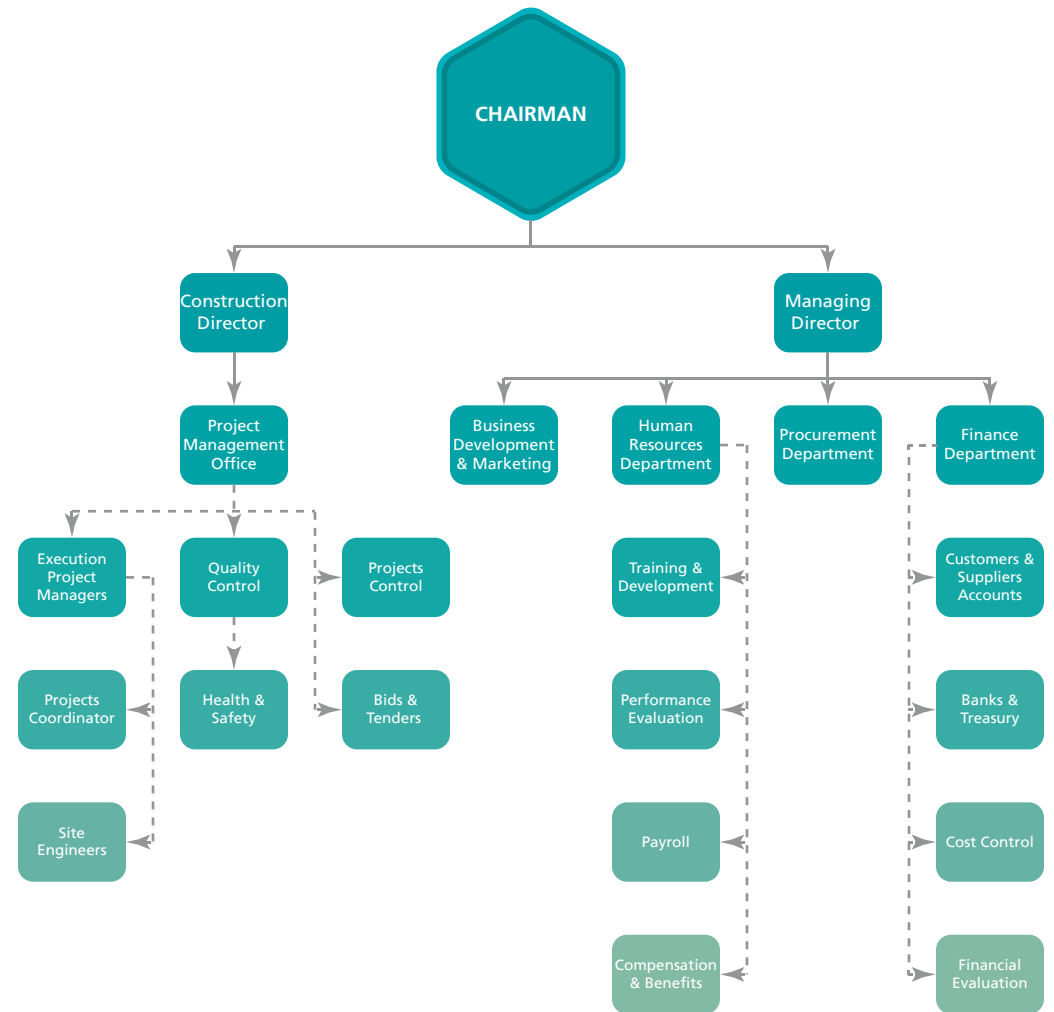 CHAIRMAN
Construction
Director
Managing
Director
Project
Management
Office
Business
Development
& Marketing
Human
Resources
Department
Procurement
Department
Finance
Department
Execution
Project
Managers
Quality
Control
Projects
Control
Training &
Development
Customers &
Suppliers
Accounts
Projects
Coordinator
Health &
Safety
Bids &
Tenders
Performance
Evaluation
Banks &
Treasury
Site
Engineers
Payroll
Cost Control
Compensation
& Benefits
Financial
Evaluation